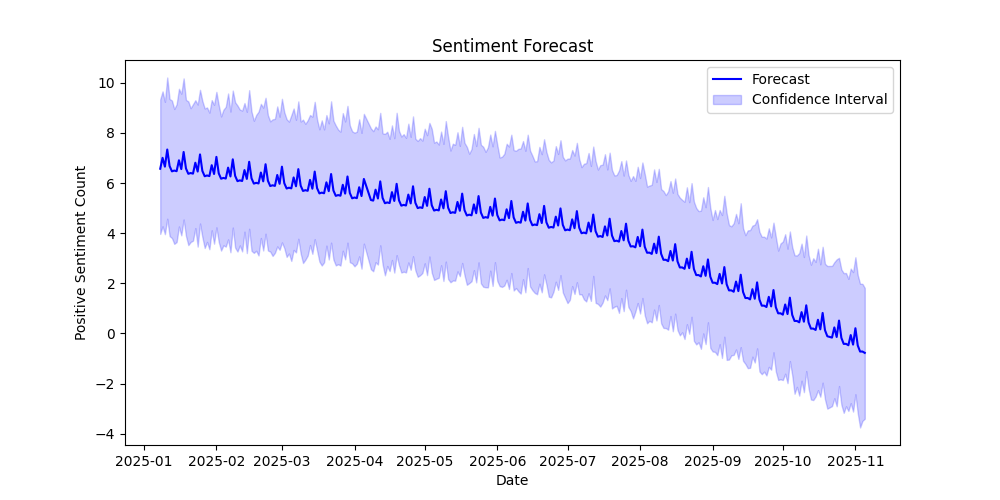 Sentiment Forecast
Forecast
Confidence Interval
Positive Sentiment Count
10
8
6
4
2
0
−2
−4
2025-01 2025-02 2025-03 2025-04 2025-05 2025-06 2025-07 2025-08 2025-09 2025-10 2025-11
Date